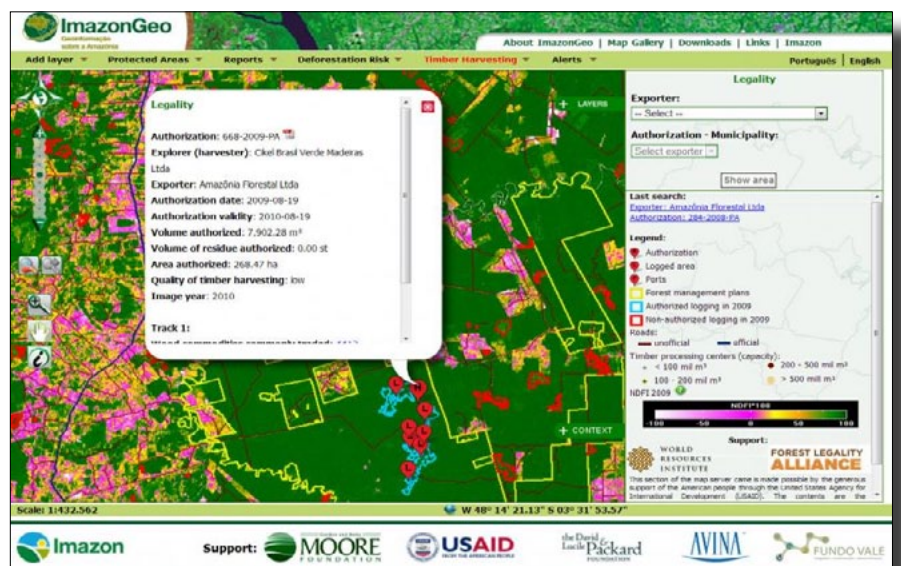 ImazonGeo
Geoinformação
sobre a Amazônia
About ImazonGeo | Map Gallery | Downloads | Links | Imazon
Add layer Protected Areas Reports Deforestation Risk Timber Harvesting Alerts Português | English
Legality
Authorization: 668-2009-PA
Explorer (harvester): Cikel Brasil Verde Maderas
Ltda
Exporter: Amazônia Florestal Ltda
Authorization date: 2009-08-19
Authorization validity: 2010-08-19
Volume authorized: 7,902.28 m³
Volume of residue authorized: 0.00 st
Area authorized: 268.47 ha
Quality of timber harvesting: low
Image year: 2010
Track 1:
+ LAYERS
+ CONTEXT
Legality
Exporter:
-- Select --
Authorization - Municipality:
Select exporter
Show area
Last search:
Exporter: Amazônia Florestal Ltda
Authorization: 284-2008-PA
Legend:
Authorization
Logged area
Ports
Forest management plans
Authorized logging in 2009
Non-authorized logging in 2009
Roads:
unofficial official
Timber processing centers (capacity):
< 100 mil m³ 200 - 500 mil m³
100 - 200 mil m³ > 500 mil m³
NDFI 2009
NDFI*100
-100 -50 0 50 100
Support:
WORLD
RESOURCES
INSTITUTE
FOREST LEGALITY
ALLIANCE
This section of the map server came is made possible by the generous
support of the American people through the United States Agency for
International Development (USAID). The contents are the
Scale: 1:432.562
W 48° 14' 21.13" S 03° 31' 53.57"
Imazon
Support:
MOORE
FOUNDATION
USAID
FROM THE AMERICAN PEOPLE
the David &
Lucile Packard
FOUNDATION
AVINA
FUNDO VALE